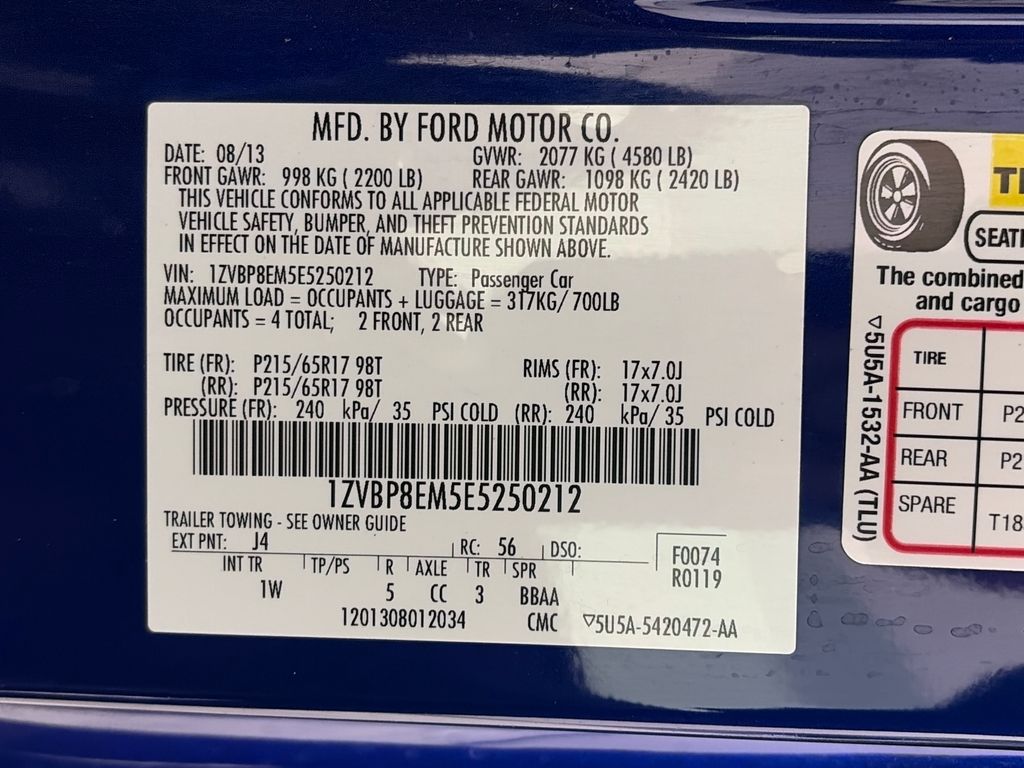 MFD. BY FORD MOTOR CO.
DATE: 08/13 GVWR: 2077 KG ( 4580 LB)
FRONT GAWR: 998 KG ( 2200 LB) REAR GAWR: 1098 KG ( 2420 LB)
THIS VEHICLE CONFORMS TO ALL APPLICABLE FEDERAL MOTOR
VEHICLE SAFETY, BUMPER, AND THEFT PREVENTION STANDARDS
IN EFFECT ON THE DATE OF MANUFACTURE SHOWN ABOVE.
VIN: 1ZVBP8EM5E5250212 TYPE: Passenger Car
MAXIMUM LOAD = OCCUPANTS + LUGGAGE = 317KG/ 700LB
OCCUPANTS = 4 TOTAL; 2 FRONT, 2 REAR
TIRE (FR): P215/65R17 98T RIMS (FR): 17x7.0J
(RR): P215/65R17 98T (RR): 17x7.0J
PRESSURE (FR): 240 kPa/ 35 PSI COLD (RR): 240 kPa/ 35 PSI COLD
1ZVBP8EM5E5250212
TRAILER TOWING - SEE OWNER GUIDE
EXT PNT: J4 RC: 56 DSO: F0074
INT TR TP/PS R AXLE TR SPR R0119
1W 5 CC 3 BBAA
1201308012034 CMC ▽5U5A-5420472-AA
▽5U5A-1532-AA (TLU)
SEATI
The combined
and cargo
TIRE
FRONT P2
REAR P2
SPARE T18